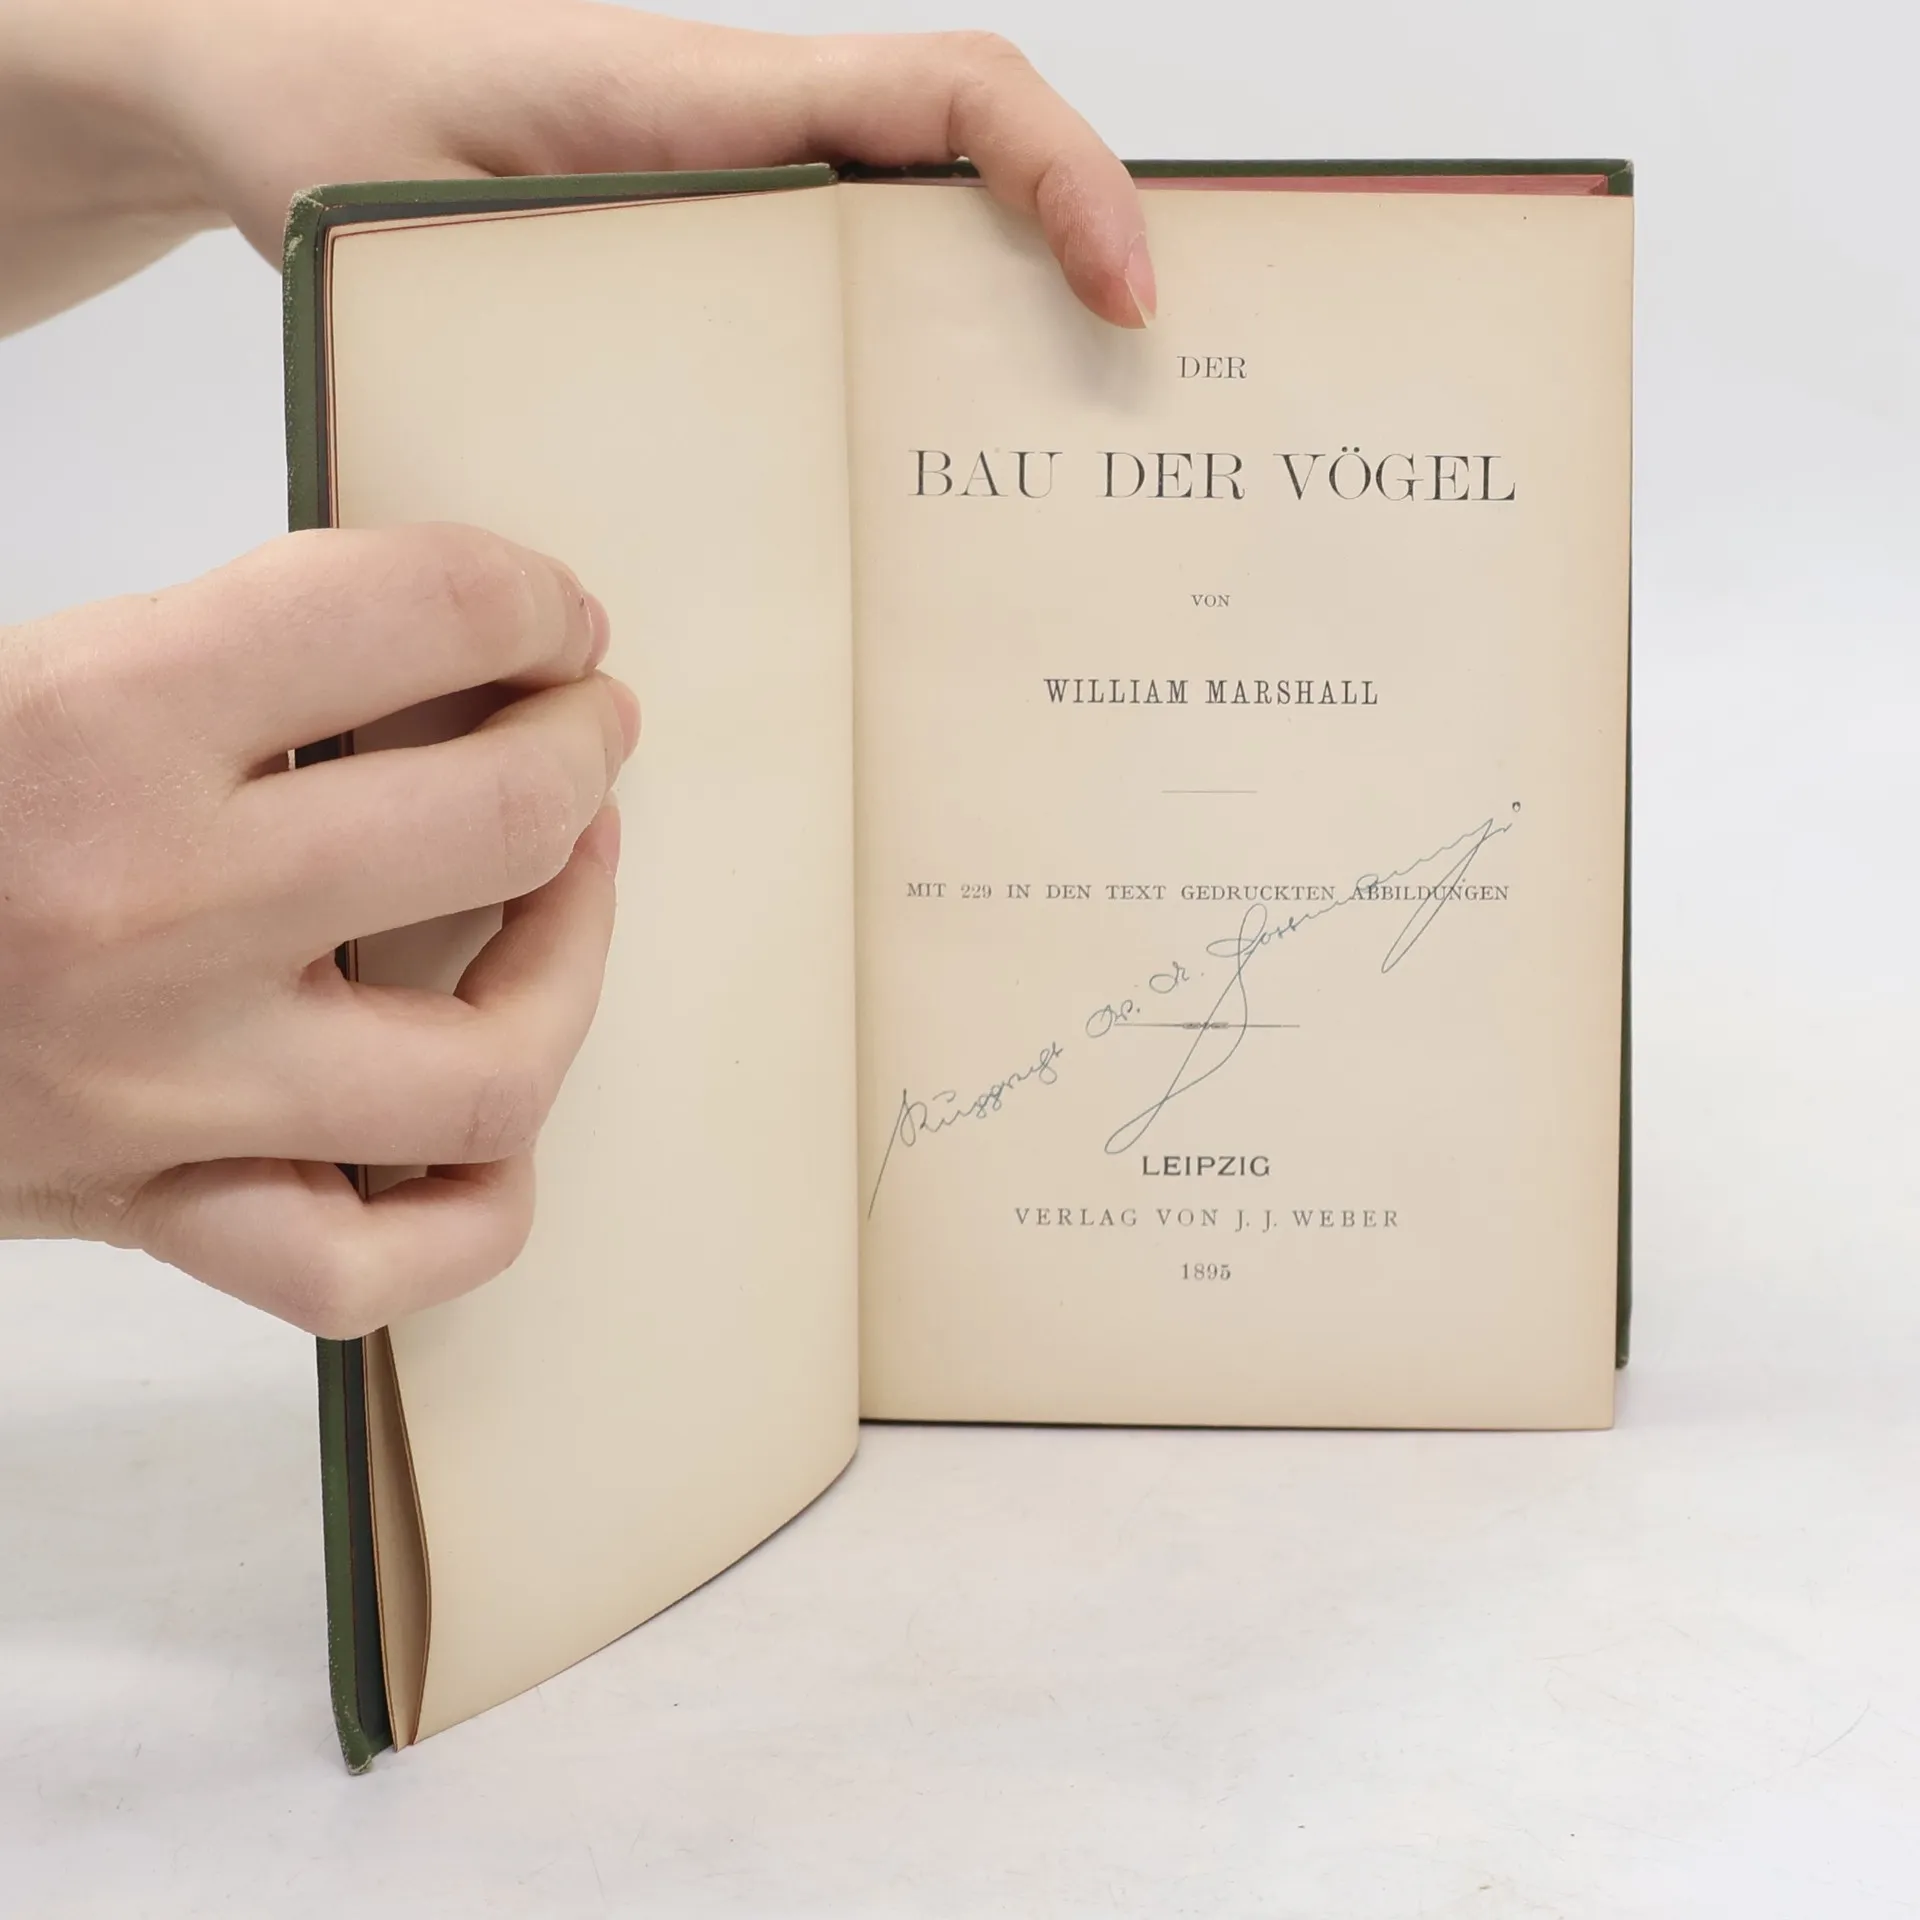 DER
BAU DER VÖGEL
VON
WILLIAM MARSHALL
MIT 229 IN DEN TEXT GEDRUCKTEN ABBILDUNGEN
LEIPZIG
VERLAG VON J. J. WEBER
1895